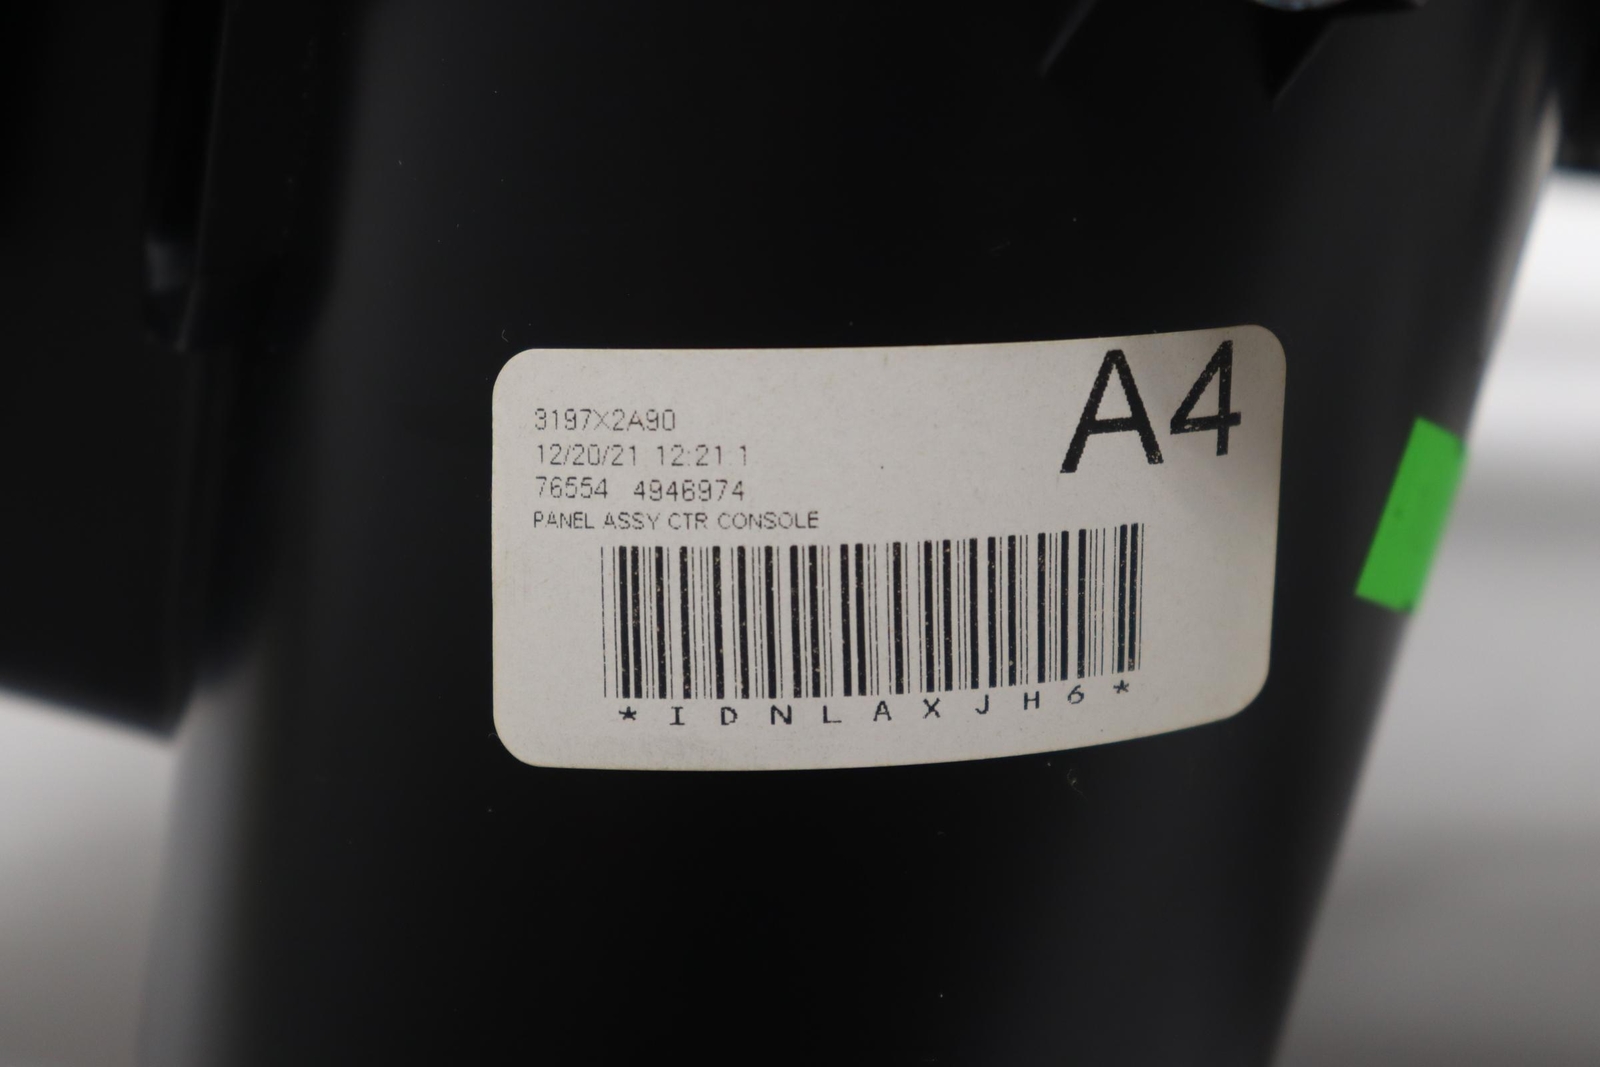 A4
3197X2A90
12/20/21 12:21:1
76554 4946974
PANEL ASSY CTR CONSOLE
*IDNLAXJH6*